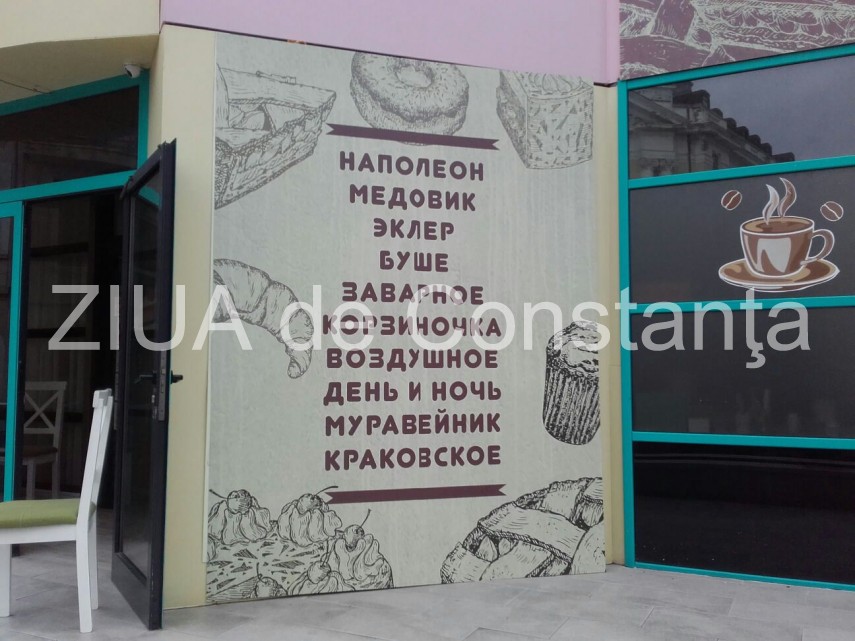 НАПОЛЕОН
МЕДОВИК
ЭКЛЕР
БУШЕ
ЗАВАРНОЕ
ZIUA de Constanţa
КОРЗИНОЧКА
ВОЗДУШНОЕ
ДЕНЬ И НОЧЬ
МУРАВЕЙНИК
КРАКОВСКОЕ